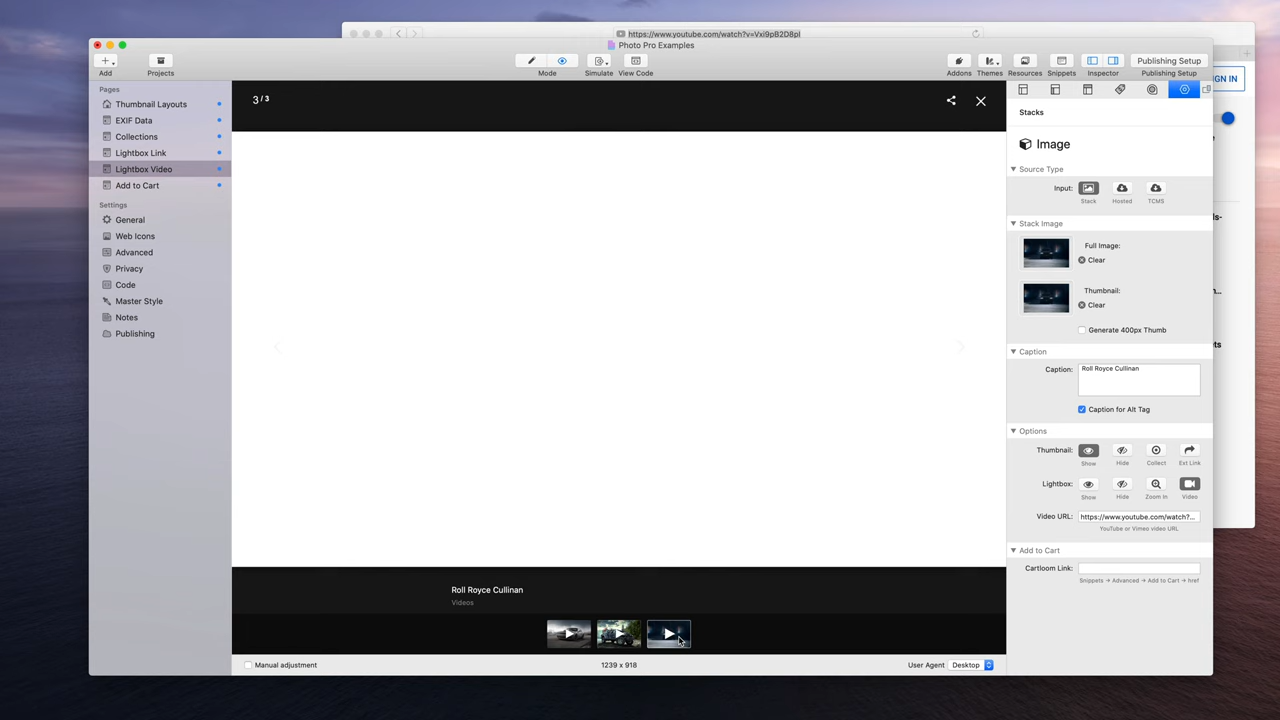 https://www.youtube.com/watch?v=Vxi9pB2D8pI
Photo Pro Examples
Add
Projects
Mode
Simulate
View Code
Addons
Themes
Resources
Snippets
Inspector
Publishing Setup
Publishing Setup
IGN IN
Pages
Thumbnail Layouts
EXIF Data
Collections
Lightbox Link
Lightbox Video
Add to Cart
Settings
General
Web Icons
Advanced
Privacy
Code
Master Style
Notes
Publishing
3/3
Roll Royce Cullinan
Videos
Manual adjustment
1239 x 918
User Agent
Desktop
Stacks
Image
Source Type
Input:
Stack
Hosted
TCMS
Stack Image
Full Image:
Clear
Thumbnail:
Clear
Generate 400px Thumb
Caption
Caption:
Roll Royce Cullinan
Caption for Alt Tag
Options
Thumbnail:
Show
Hide
Collect
Ext Link
Lightbox:
Show
Hide
Zoom In
Video
Video URL:
https://www.youtube.com/watch?...
YouTube or Vimeo video URL
Add to Cart
Cartloom Link:
Snippets → Advanced → Add to Cart → href